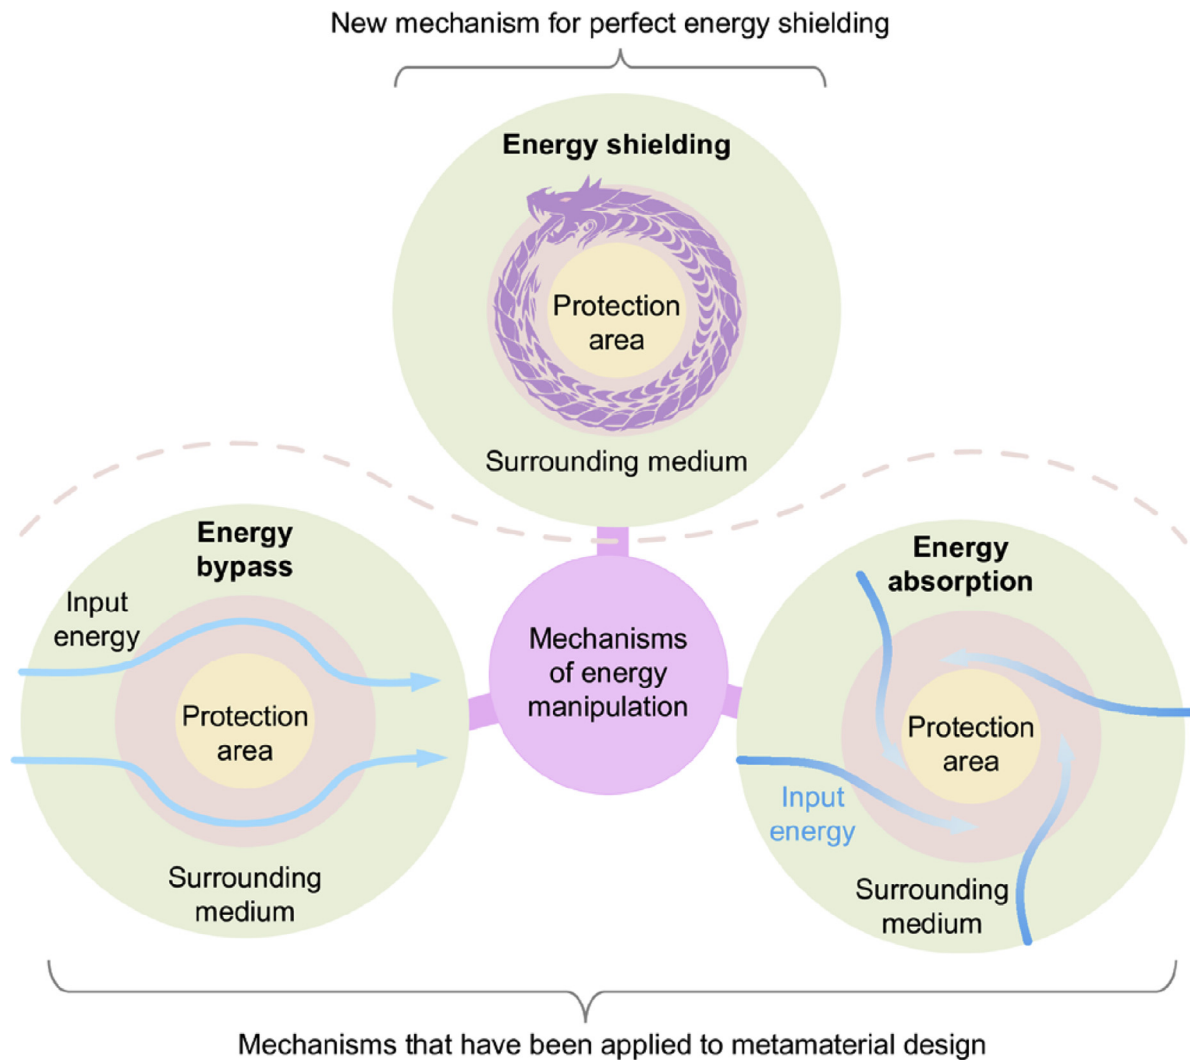 New mechanism for perfect energy shielding
Energy shielding
Protection
area
Surrounding medium
Energy
bypass
Input
energy
Protection
area
Surrounding
medium
Mechanisms
of energy
manipulation
Energy
absorption
Protection
area
Input
energy
Surrounding
medium
Mechanisms that have been applied to metamaterial design